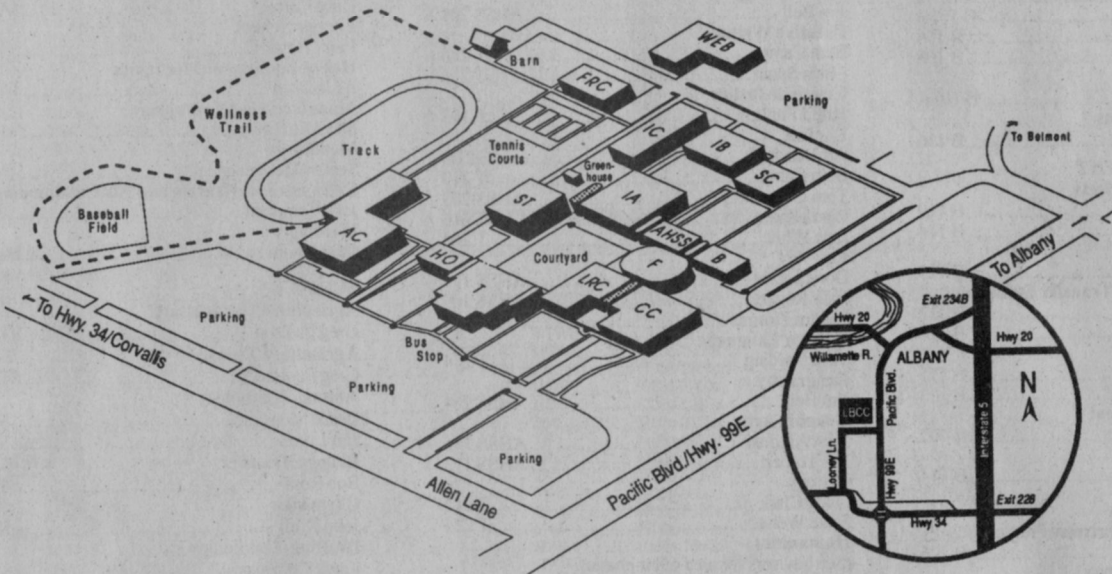 WEB
Barn
FRC
Parking
To Belmont
Wellness
Trail
Track
Tennis
Courts
IC
IB
SC
Green-
house
IA
ST
Baseball
Field
AC
HO
Courtyard
AHSS
B
F
LRC
T
CC
To Albany
To Hwy. 34/Corvalls
Parking
Bus
Stop
Parking
Parking
Allen Lane
Pacific Blvd./Hwy. 99E
Exit 234B
Hwy 20
Hwy 20
Willamette R.
ALBANY
Pacific Blvd.
N
LBCC
Interstate 5
Looney Ln.
Hwy 99E
Exit 228
Hwy 34